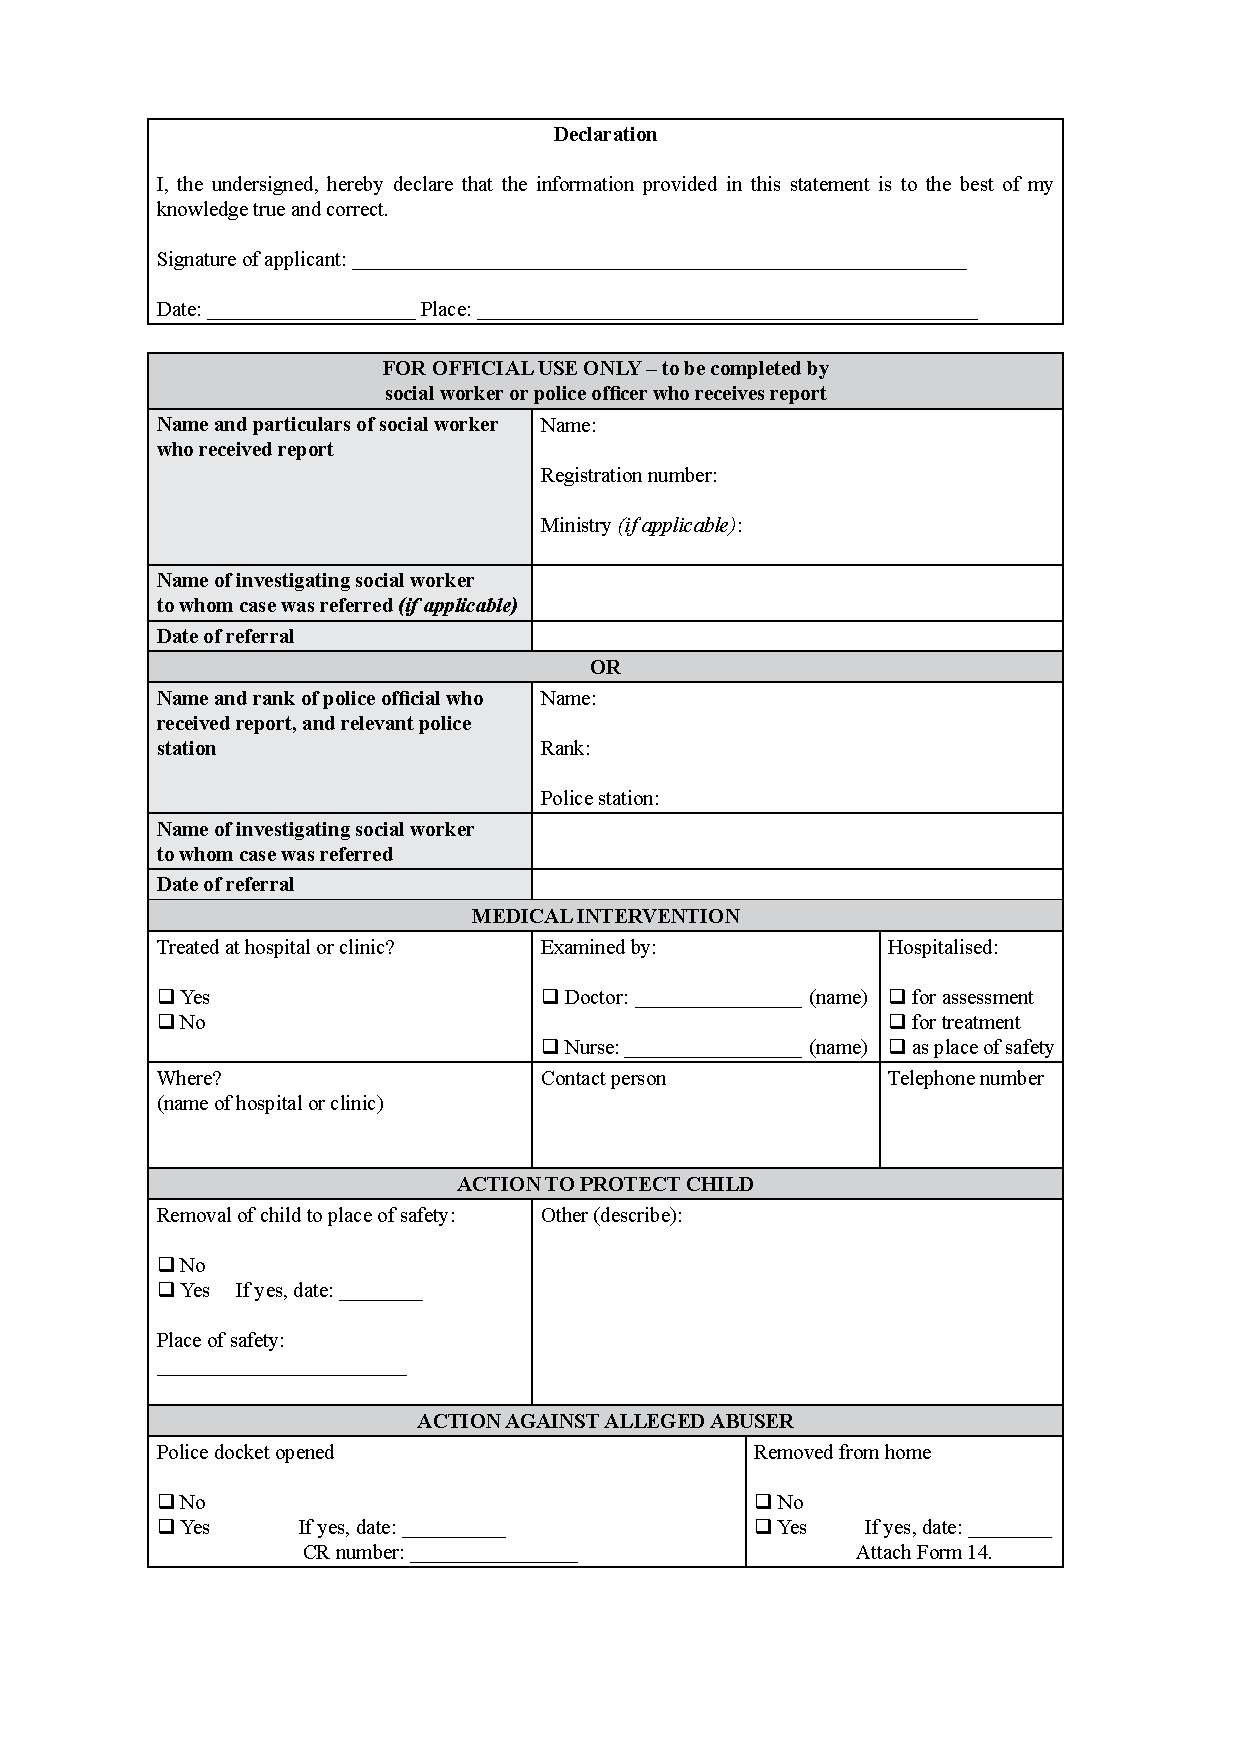 Declaration
I, the undersigned, hereby declare that the information provided in this statement is to the best of my
knowledge true and correct.
Signature of applicant: ___________________________________________________________
Date: ____________________ Place: ________________________________________________
FOR OFFICIAL USE ONLY – to be completed by
social worker or police officer who receives report
Name and particulars of social worker
who received report
Name:
Registration number:
Ministry (if applicable):
Name of investigating social worker
to whom case was referred (if applicable)
Date of referral
OR
Name and rank of police official who
received report, and relevant police
station
Name:
Rank:
Police station:
Name of investigating social worker
to whom case was referred
Date of referral
MEDICAL INTERVENTION
Treated at hospital or clinic?
❑ Yes
❑ No
Examined by:
❑ Doctor: ________________ (name)
❑ Nurse: _________________ (name)
Hospitalised:
❑ for assessment
❑ for treatment
❑ as place of safety
Where?
(name of hospital or clinic)
Contact person
Telephone number
ACTION TO PROTECT CHILD
Removal of child to place of safety:
❑ No
❑ Yes If yes, date: ________
Place of safety:
________________________
Other (describe):
ACTION AGAINST ALLEGED ABUSER
Police docket opened
❑ No
❑ Yes If yes, date: __________
CR number: ________________
Removed from home
❑ No
❑ Yes If yes, date: ________
Attach Form 14.